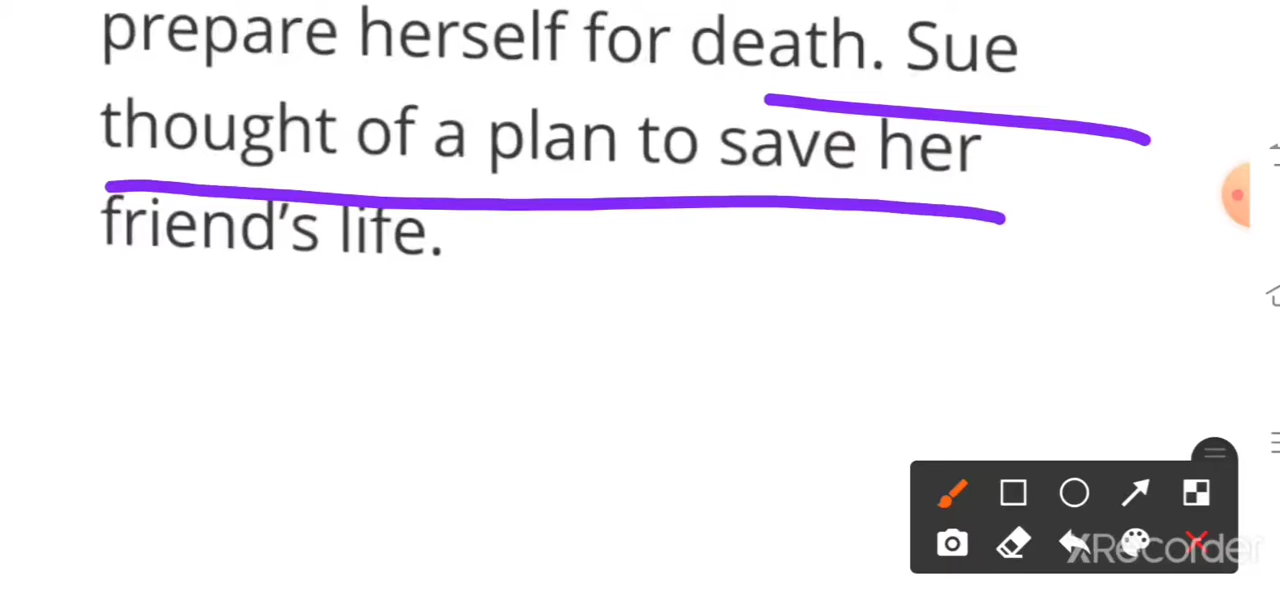 prepare herself for death. Sue
thought of a plan to save her
friend's life.
XRecorder